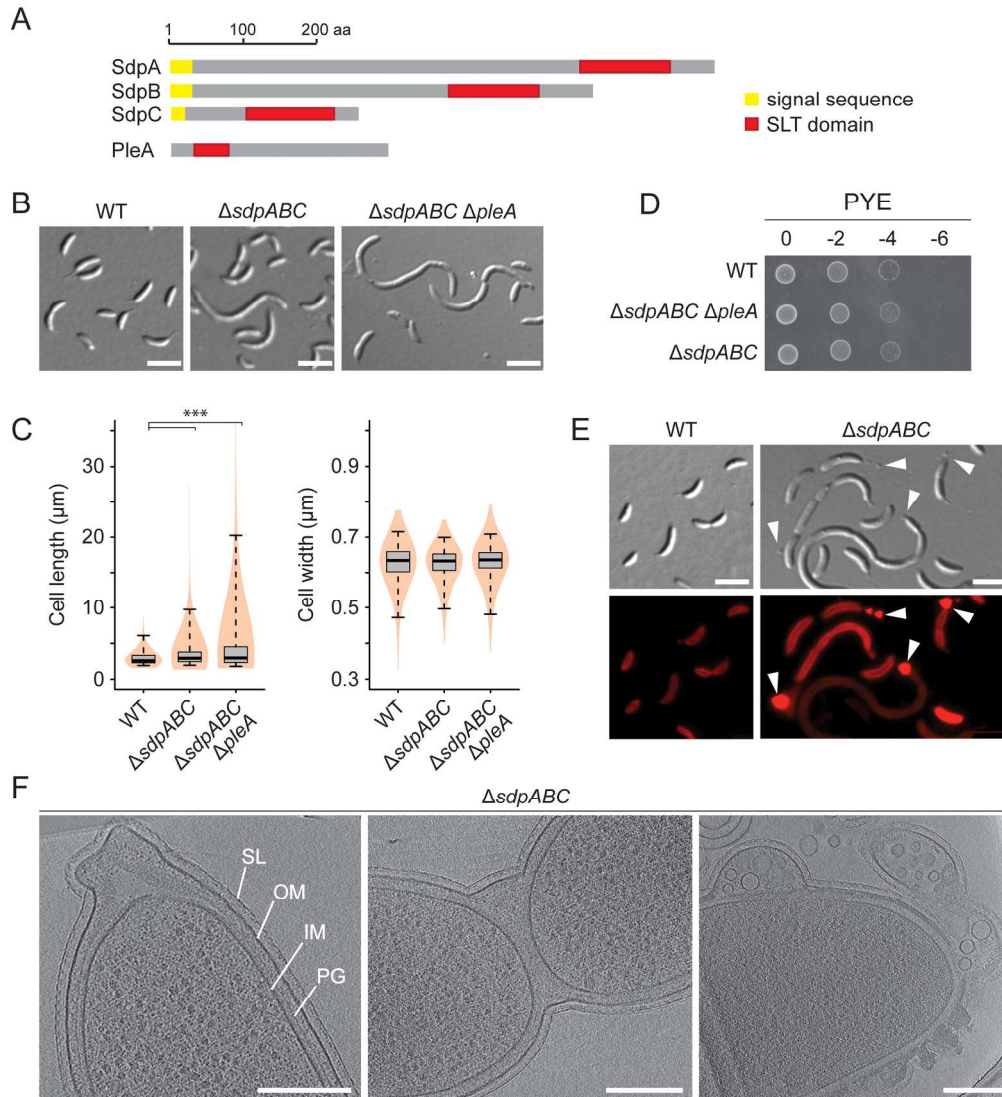 A
1 100 200 aa
SdpA
SdpB
SdpC
PleA
signal sequence
SLT domain
B
WT ΔsdpABC ΔsdpABC ΔpleA
D
PYE
0 -2 -4 -6
WT
ΔsdpABC ΔpleA
ΔsdpABC
C
***
Cell length (μm)
30
20
10
0
WT
ΔsdpABC
ΔsdpABC
ΔpleA
Cell width (μm)
0.9
0.7
0.5
0.3
WT
ΔsdpABC
ΔsdpABC
ΔpleA
E
WT ΔsdpABC
F
ΔsdpABC
SL
OM
IM
PG